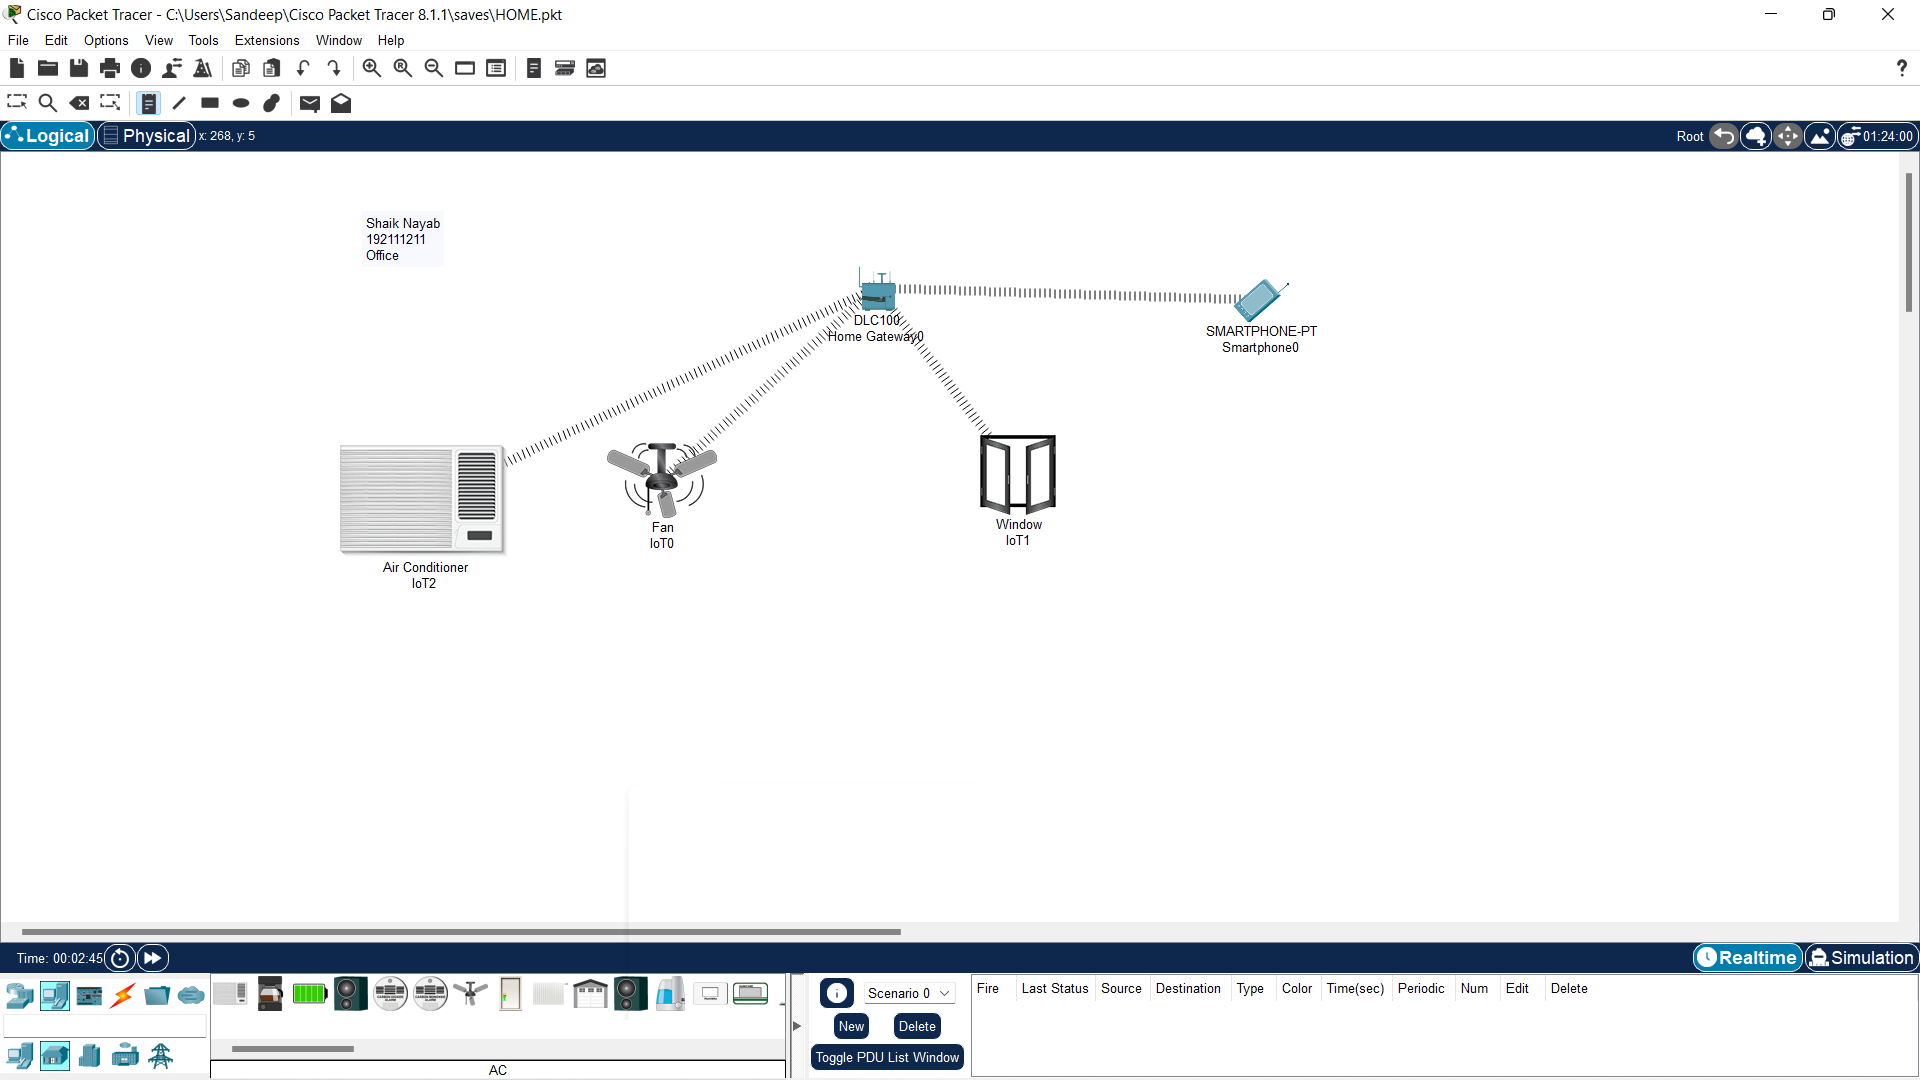 Cisco Packet Tracer - C:\Users\Sandeep\Cisco Packet Tracer 8.1.1\saves\HOME.pkt
File Edit Options View Tools Extensions Window Help
Logical Physical x: 268, y: 5 Root 01:24:00
Shaik Nayab
192111211
Office
DLC100
Home Gateway0
SMARTPHONE-PT
Smartphone0
Air Conditioner
IoT2
Fan
IoT0
Window
IoT1
Time: 00:02:45 Realtime Simulation
Scenario 0
New Delete
Toggle PDU List Window
Fire Last Status Source Destination Type Color Time(sec) Periodic Num Edit Delete
AC